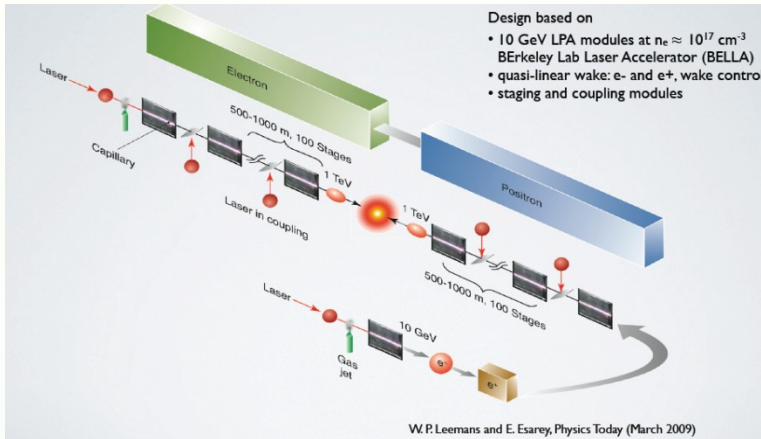 Design based on
• 10 GeV LPA modules at nₑ ≈ 10¹⁷ cm⁻³
BErkeley Lab Laser Accelerator (BELLA)
• quasi-linear wake: e- and e+, wake control
• staging and coupling modules
Electron
Laser
500-1000 m, 100 Stages
Capillary
1 TeV
Positron
Laser in coupling
1 TeV
500-1000 m, 100 Stages
Laser
10 GeV
Gas
jet
e⁻
e⁺
W. P. Leemans and E. Esarey, Physics Today (March 2009)